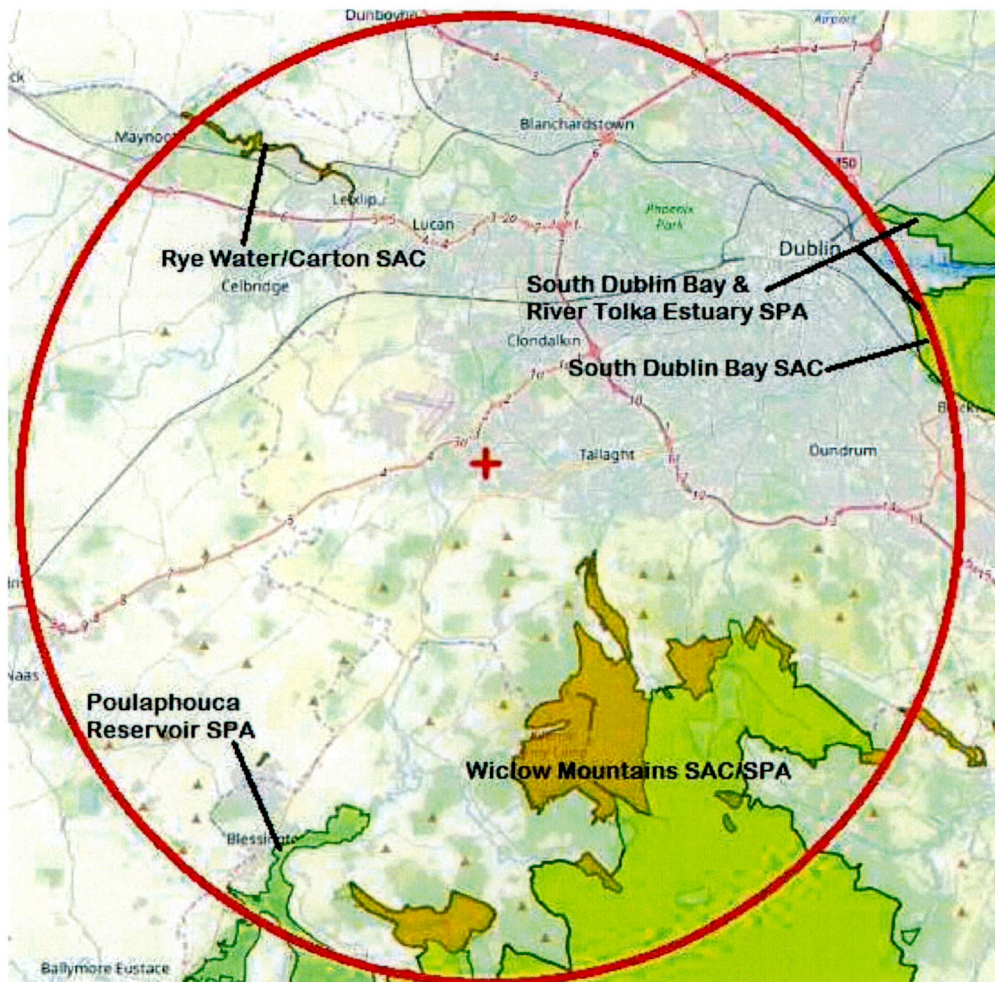 Dunboyne
Airport
Blanchardstown
Maynooth
Leixlip
Lucan
Phoenix
Park
Dublin
Rye Water/Carton SAC
Celbridge
South Dublin Bay &
River Tolka Estuary SPA
Clondalkin
South Dublin Bay SAC
Tallaght
Dundrum
Naas
Poulaphouca
Reservoir SPA
Wiclow Mountains SAC/SPA
Blessington
Ballymore Eustace